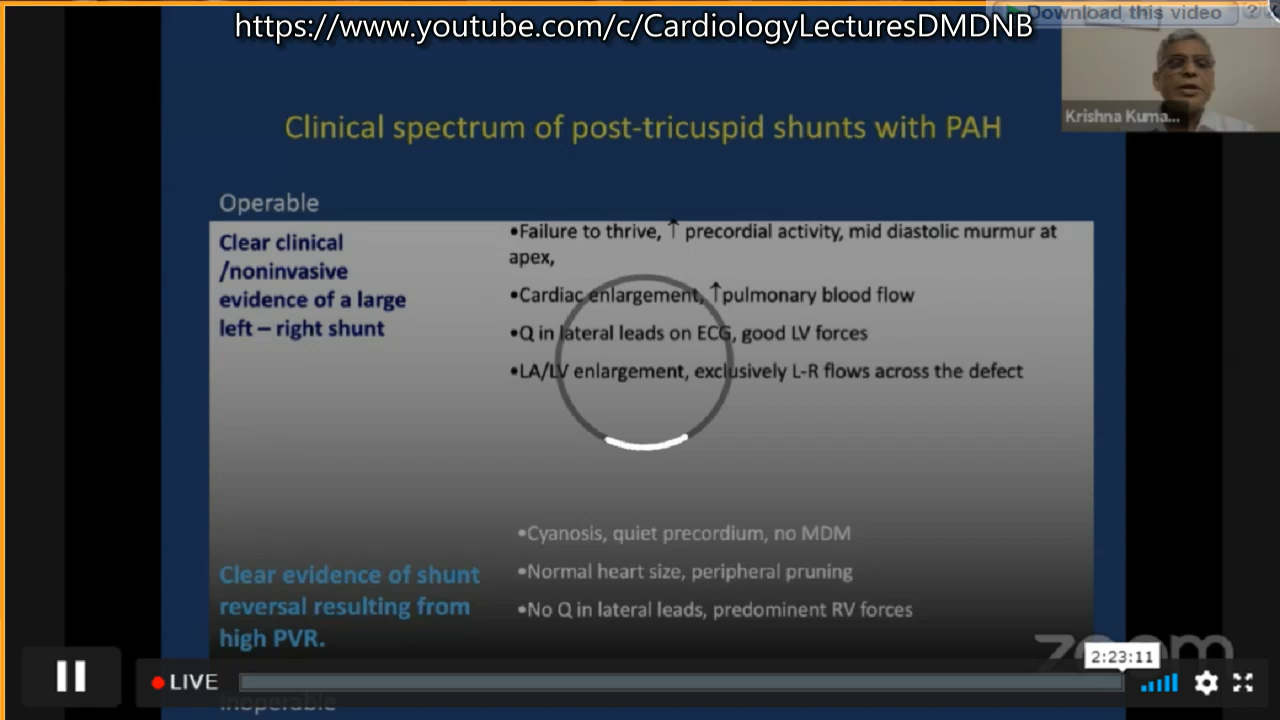 Download this video
https://www.youtube.com/c/CardiologyLecturesDMDNB
Krishna Kuma...
Clinical spectrum of post-tricuspid shunts with PAH
Operable
Clear clinical
/noninvasive
evidence of a large
left – right shunt
•Failure to thrive, ↑ precordial activity, mid diastolic murmur at
apex,
•Cardiac enlargement, ↑pulmonary blood flow
•Q in lateral leads on ECG, good LV forces
•LA/LV enlargement, exclusively L-R flows across the defect
•Cyanosis, quiet precordium, no MDM
•Normal heart size, peripheral pruning
•No Q in lateral leads, predominent RV forces
Clear evidence of shunt
reversal resulting from
high PVR.
zoom
2:23:11
LIVE
Inoperable